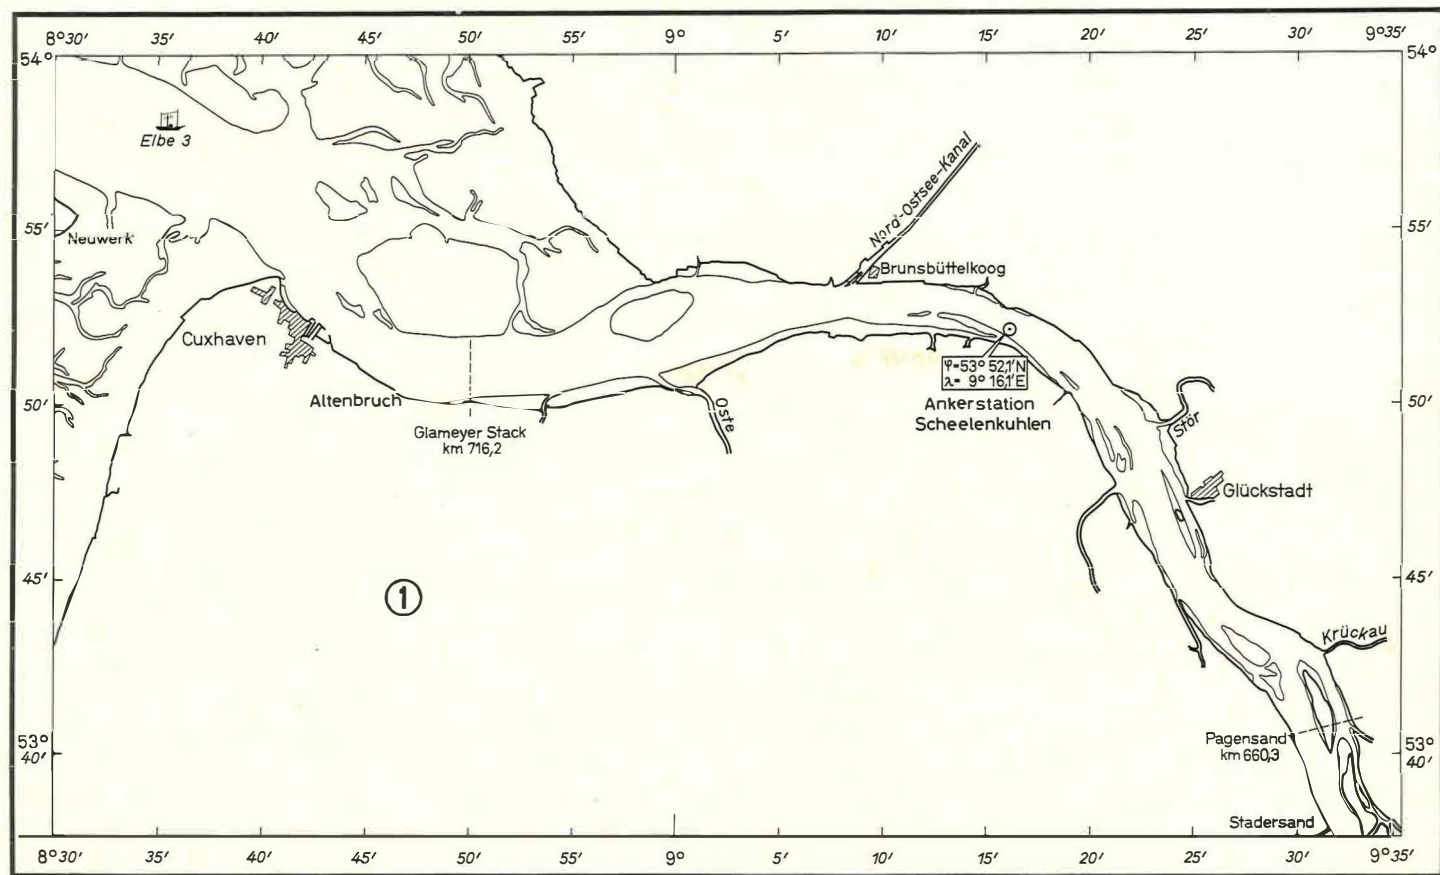 8°30′ 35′ 40′ 45′ 50′ 55′ 9° 5′ 10′ 15′ 20′ 25′ 30′ 9°35′
54° 54°
Elbe 3
Nord-Ostsee-Kanal
55′ 55′
Neuwerk
Brunsbüttelkoog
Cuxhaven
φ=53° 52,1′N
λ= 9° 16,1′E
Altenbruch
50′ 50′
Ankerstation
Scheelenkuhlen
Oste
Stör
Glameyer Stack
km 716,2
Glückstadt
45′ 45′
1
Krückau
Pagensand
km 660,3
53° 53°
40′ 40′
Stadersand
8°30′ 35′ 40′ 45′ 50′ 55′ 9° 5′ 10′ 15′ 20′ 25′ 30′ 9°35′